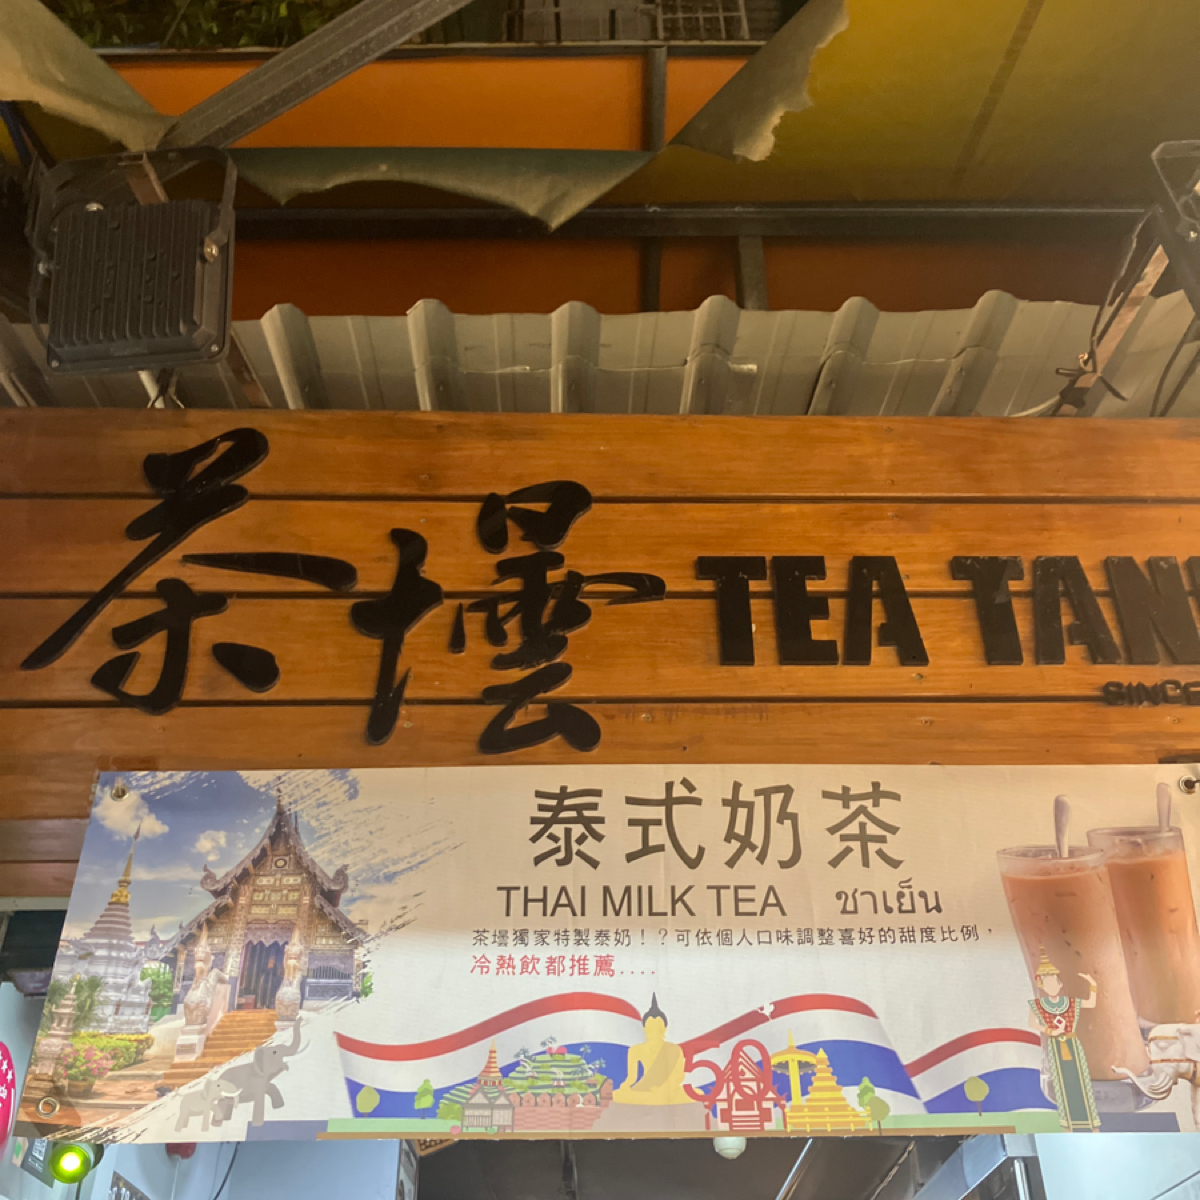 茶壜 TEA TAN
SINCE
泰式奶茶
THAI MILK TEA ชาเย็น
茶壜獨家特製泰奶！？可依個人口味調整喜好的甜度比例，
冷熱飲都推薦....
50